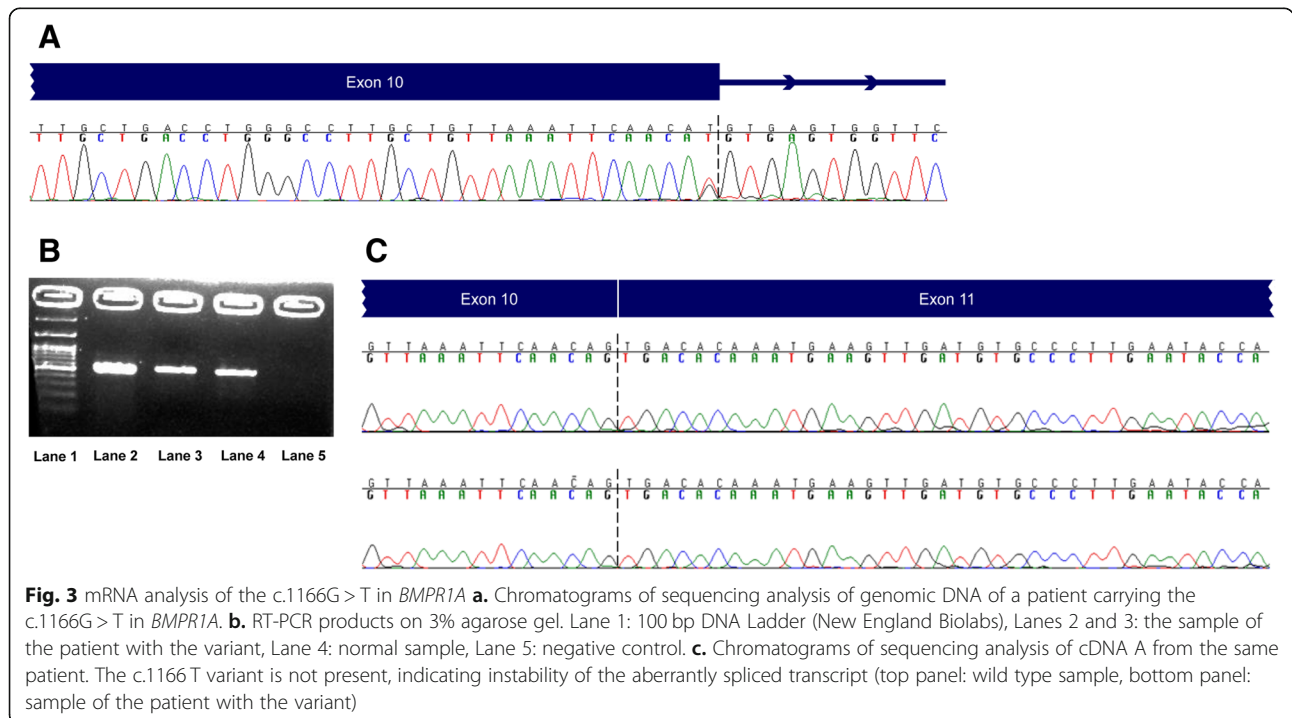 A
Exon 10
T T G C T G A C C T G G G C C T T G C T G T T A A A T T C A A C A T G T G A G T G G T T C
T T G C T G A C C T G G G C C T T G C T G T T A A A T T C A A C A T G T G A G T G G T T C
B
Lane 1 Lane 2 Lane 3 Lane 4 Lane 5
C
Exon 10 Exon 11
G T T A A A T T C A A C A G T G A C A C A A A T G A A G T T G A T G T G C C C T T G A A T A C C A
G T T A A A T T C A A C A G T G A C A C A A A T G A A G T T G A T G T G C C C T T G A A T A C C A
G T T A A A T T C A A C̄ A G T G A C A C A A A T G A A G T T G A T G T G C C C T T G A A T A C C A
G T T A A A T T C A A C A G T G A C A C A A A T G A A G T T G A T G T G C C C T T G A A T A C C A
Fig. 3 mRNA analysis of the c.1166G > T in BMPR1A a. Chromatograms of sequencing analysis of genomic DNA of a patient carrying the
c.1166G > T in BMPR1A. b. RT-PCR products on 3% agarose gel. Lane 1: 100 bp DNA Ladder (New England Biolabs), Lanes 2 and 3: the sample of
the patient with the variant, Lane 4: normal sample, Lane 5: negative control. c. Chromatograms of sequencing analysis of cDNA A from the same
patient. The c.1166 T variant is not present, indicating instability of the aberrantly spliced transcript (top panel: wild type sample, bottom panel:
sample of the patient with the variant)